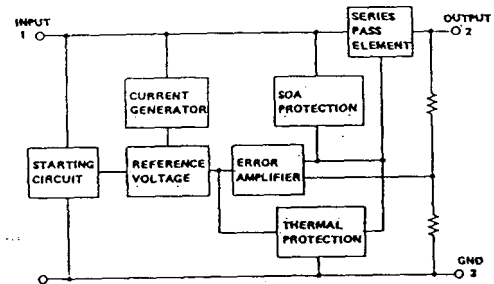 INPUT
1
SERIES
PASS
ELEMENT
OUTPUT
2
CURRENT
GENERATOR
SOA
PROTECTION
STARTING
CIRCUIT
REFERENCE
VOLTAGE
ERROR
AMPLIFIER
THERMAL
PROTECTION
GND
3